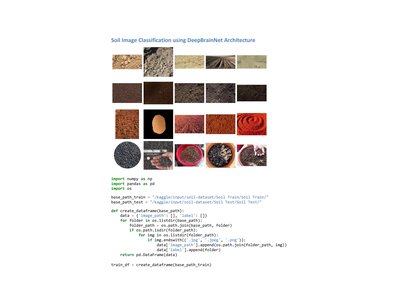 Soil Image Classification using DeepBrainNet Architecture
import numpy as np
import pandas as pd
import os
base_path_train = "/kaggle/input/soil-dataset/Soil Train/Soil Train/"
base_path_test = "/kaggle/input/soil-dataset/Soil Test/Soil Test/"
def create_dataframe(base_path):
    data = {'image_path': [], 'label': []}
    for folder in os.listdir(base_path):
        folder_path = os.path.join(base_path, folder)
        if os.path.isdir(folder_path):
            for img in os.listdir(folder_path):
                if img.endswith(('.jpg', '.jpeg', '.png')):
                    data['image_path'].append(os.path.join(folder_path, img))
                    data['label'].append(folder)
    return pd.DataFrame(data)
train_df = create_dataframe(base_path_train)